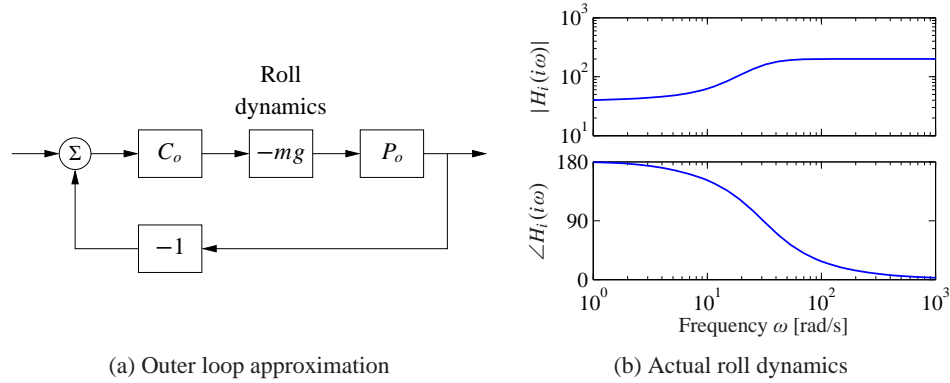 Roll
dynamics
Σ
C_o
−mg
P_o
−1
(a) Outer loop approximation
|H_i(iω)|
10^3
10^2
10^1
∠H_i(iω)
180
90
0
10^0 10^1 10^2 10^3
Frequency ω [rad/s]
(b) Actual roll dynamics